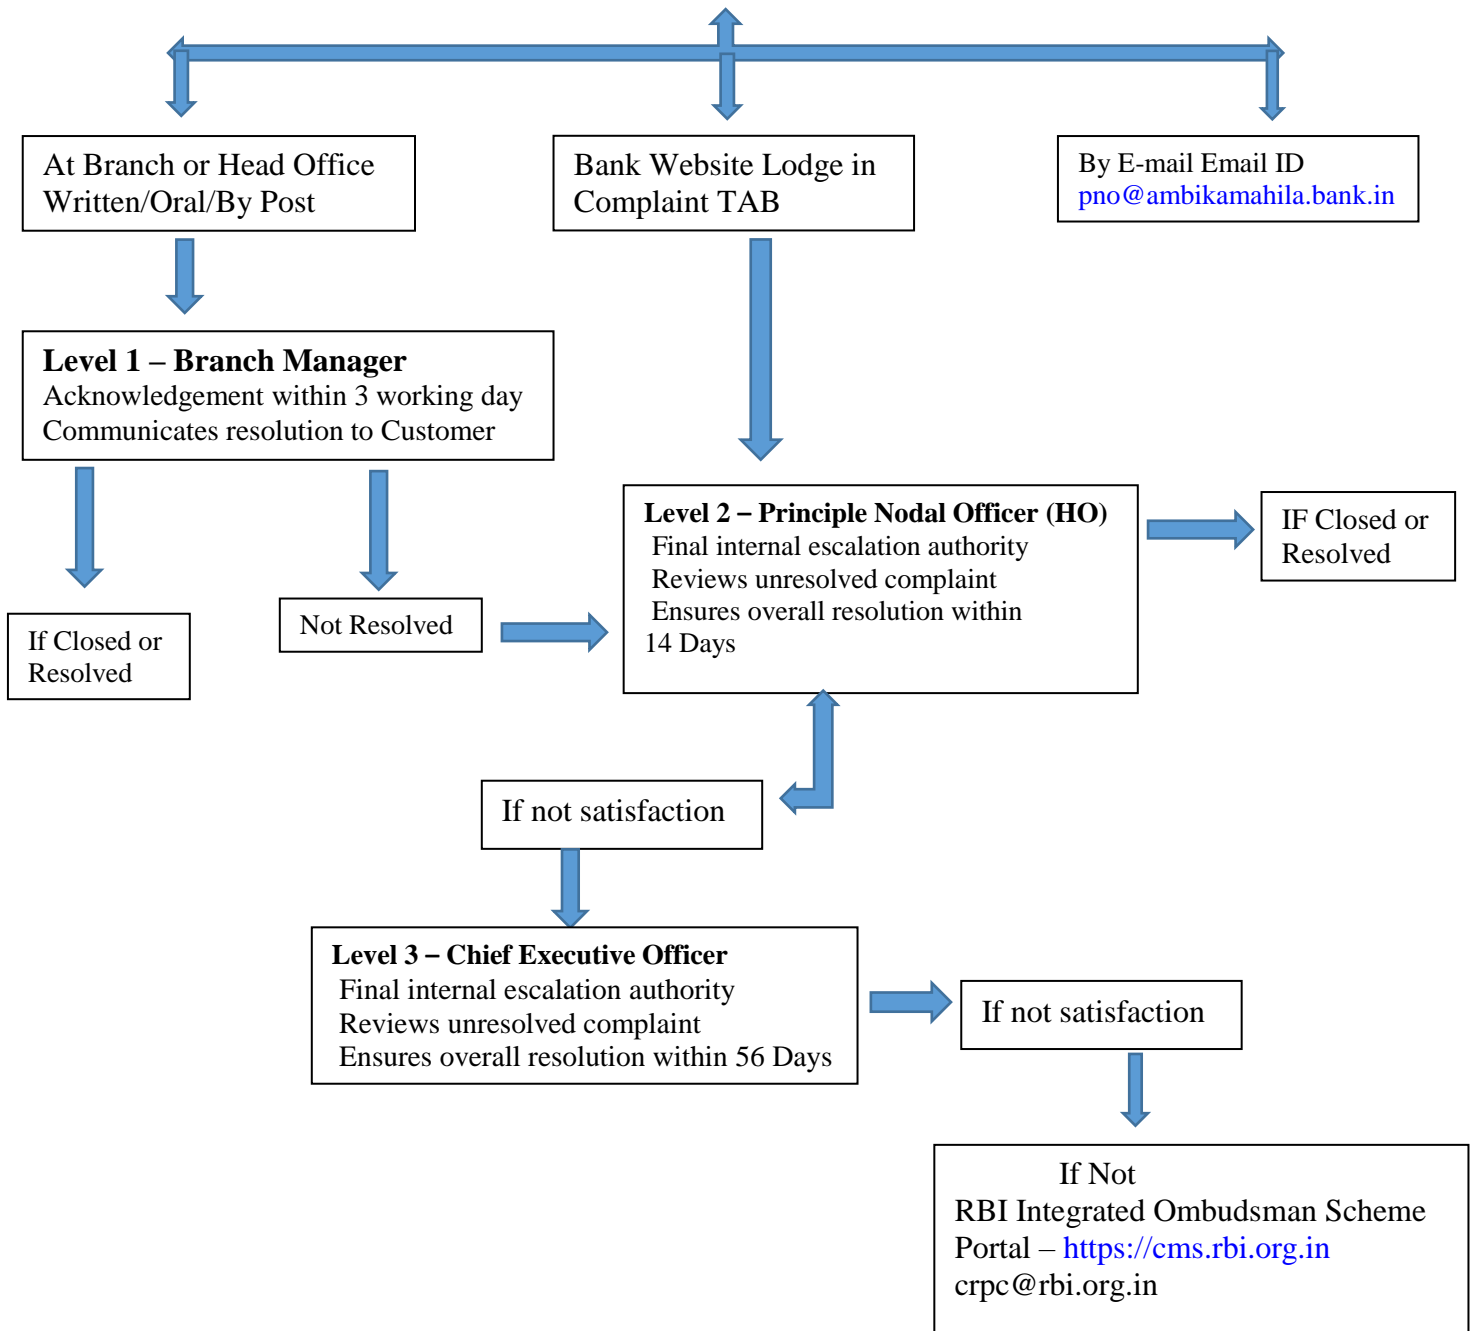 At Branch or Head Office
Written/Oral/By Post
Bank Website Lodge in
Complaint TAB
By E-mail Email ID
pno@ambikamahila.bank.in
Level 1 – Branch Manager
Acknowledgement within 3 working day
Communicates resolution to Customer
Level 2 – Principle Nodal Officer (HO)
Final internal escalation authority
Reviews unresolved complaint
Ensures overall resolution within
14 Days
IF Closed or
Resolved
If Closed or
Resolved
Not Resolved
If not satisfaction
Level 3 – Chief Executive Officer
Final internal escalation authority
Reviews unresolved complaint
Ensures overall resolution within 56 Days
If not satisfaction
If Not
RBI Integrated Ombudsman Scheme
Portal – https://cms.rbi.org.in
crpc@rbi.org.in